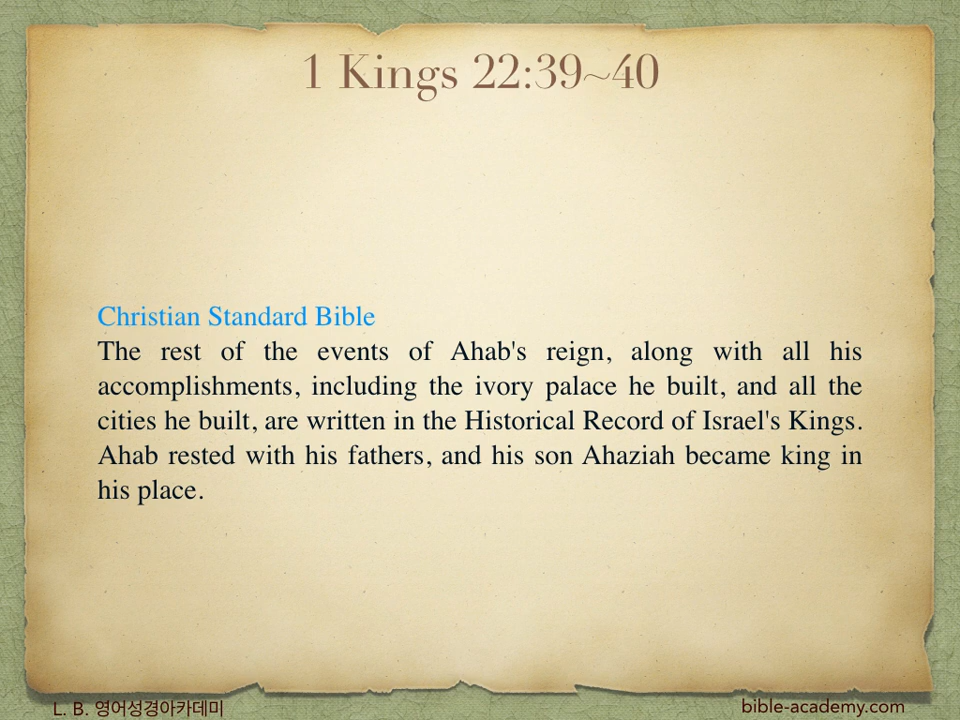 1 Kings 22:39~40
Christian Standard Bible
The rest of the events of Ahab's reign, along with all his
accomplishments, including the ivory palace he built, and all the
cities he built, are written in the Historical Record of Israel's Kings.
Ahab rested with his fathers, and his son Ahaziah became king in
his place.
L. B. 영어성경아카데미
bible-academy.com